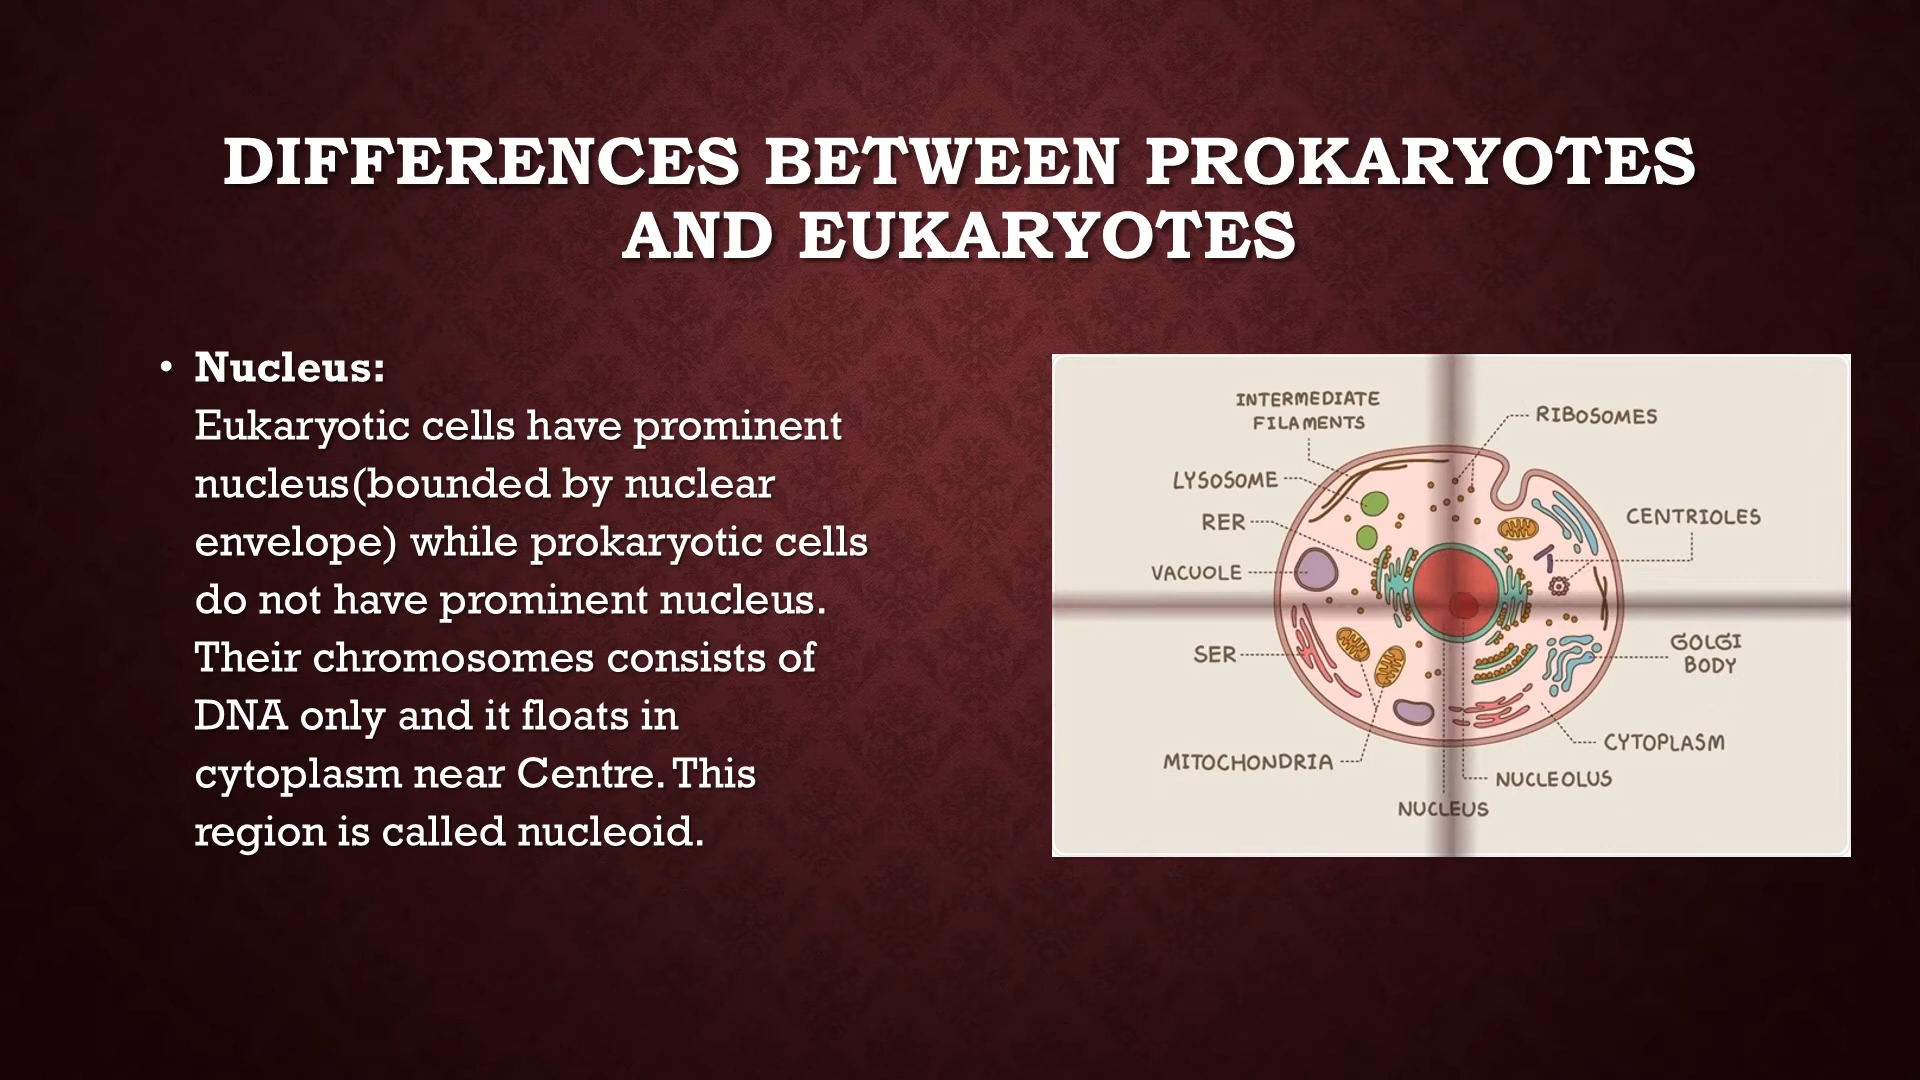 DIFFERENCES BETWEEN PROKARYOTES
AND EUKARYOTES
• Nucleus:
Eukaryotic cells have prominent
nucleus(bounded by nuclear
envelope) while prokaryotic cells
do not have prominent nucleus.
Their chromosomes consists of
DNA only and it floats in
cytoplasm near Centre. This
region is called nucleoid.
INTERMEDIATE
FILAMENTS
RIBOSOMES
LYSOSOME
RER
CENTRIOLES
VACUOLE
SER
GOLGI
BODY
MITOCHONDRIA
CYTOPLASM
NUCLEOLUS
NUCLEUS